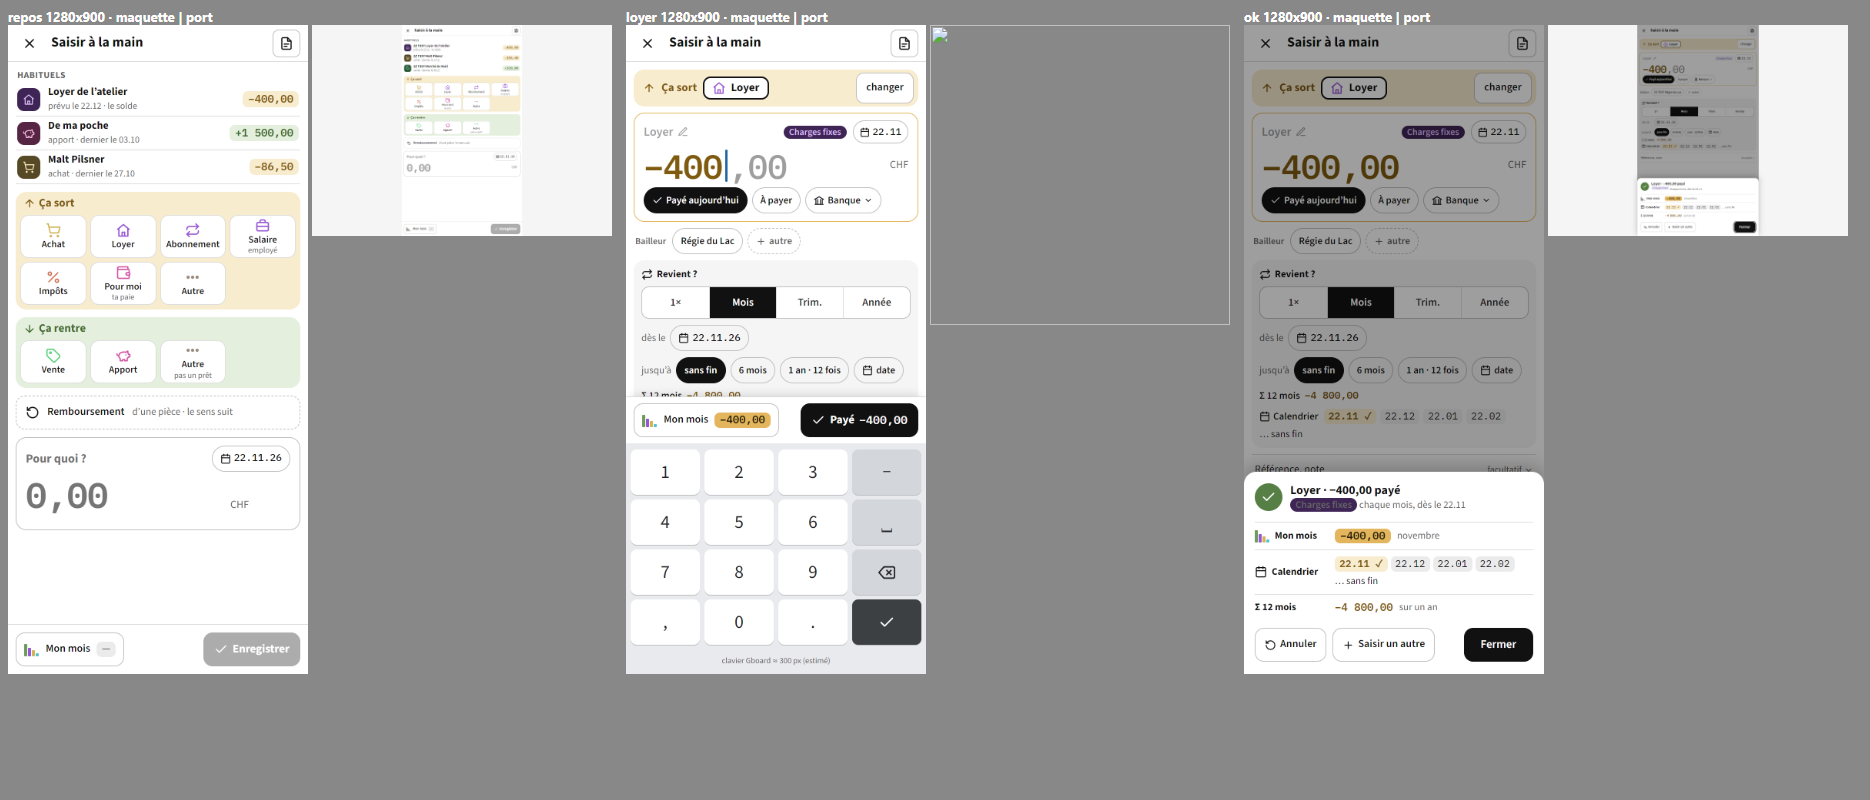 repos 1280x900 · maquette | port
Saisir à la main
HABITUELS
Loyer de l'atelier
prévu le 22.12 · le solde
−400,00
De ma poche
apport · dernier le 03.10
+1 500,00
Malt Pilsner
achat · dernier le 27.10
−86,50
Ça sort
Achat
Loyer
Abonnement
Salaire
employé
Impôts
Pour moi
ta paie
Autre
Ça rentre
Vente
Apport
Autre
pas un prêt
Remboursement d'une pièce · le sens suit
Pour quoi ?
22.11.26
0,00
CHF
Mon mois —
Enregistrer
loyer 1280x900 · maquette | port
Saisir à la main
Ça sort
Loyer
changer
Loyer
Charges fixes
22.11
−400,00
CHF
Payé aujourd'hui
À payer
Banque
Bailleur
Régie du Lac
+ autre
Revient ?
1×
Mois
Trim.
Année
dès le
22.11.26
jusqu'à
sans fin
6 mois
1 an · 12 fois
date
Σ 12 mois −4 800,00
Mon mois −400,00
Payé −400,00
1
2
3
−
4
5
6
7
8
9
,
0
.
clavier Gboard ≈ 300 px (estimé)
ok 1280x900 · maquette | port
Saisir à la main
Ça sort
Loyer
changer
Loyer
Charges fixes
22.11
−400,00
CHF
Payé aujourd'hui
À payer
Banque
Bailleur
Régie du Lac
+ autre
Revient ?
1×
Mois
Trim.
Année
dès le
22.11.26
jusqu'à
sans fin
6 mois
1 an · 12 fois
date
Σ 12 mois −4 800,00
Calendrier 22.11 ✓ 22.12 22.01 22.02
… sans fin
Référence, note
facultatif
Loyer · −400,00 payé
Charges fixes chaque mois, dès le 22.11
Mon mois −400,00 novembre
Calendrier 22.11 ✓ 22.12 22.01 22.02
… sans fin
Σ 12 mois −4 800,00 sur un an
Annuler
+ Saisir un autre
Fermer